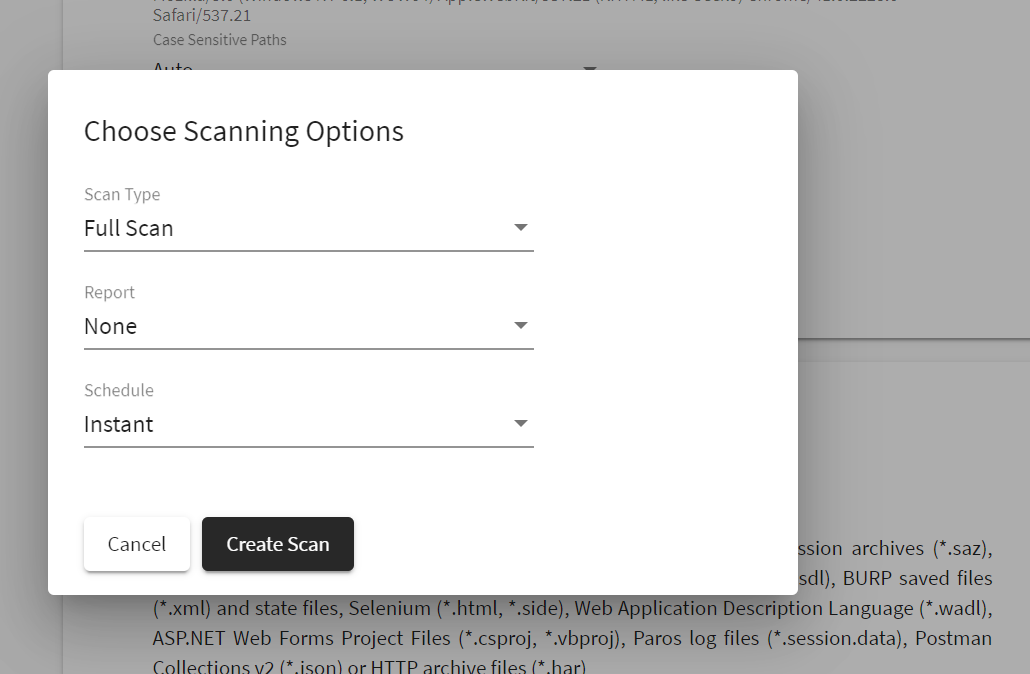 Safari/537.21
Case Sensitive Paths
Auto
Choose Scanning Options
Scan Type
Full Scan
Report
None
Schedule
Instant
Cancel
Create Scan
ssion archives (*.saz),
sdl), BURP saved files
(*.xml) and state files, Selenium (*.html, *.side), Web Application Description Language (*.wadl),
ASP.NET Web Forms Project Files (*.csproj, *.vbproj), Paros log files (*.session.data), Postman
Collections v2 (*.json) or HTTP archive files (*.har)